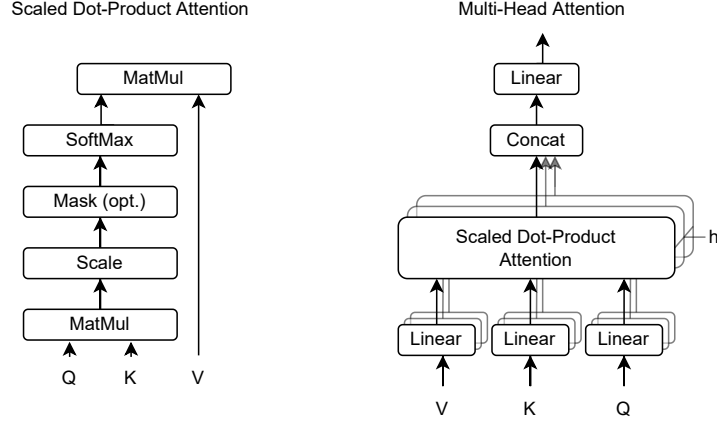 Scaled Dot-Product Attention
MatMul
SoftMax
Mask (opt.)
Scale
MatMul
Q K V
Multi-Head Attention
Linear
Concat
Scaled Dot-Product
Attention
h
Linear Linear Linear
V K Q